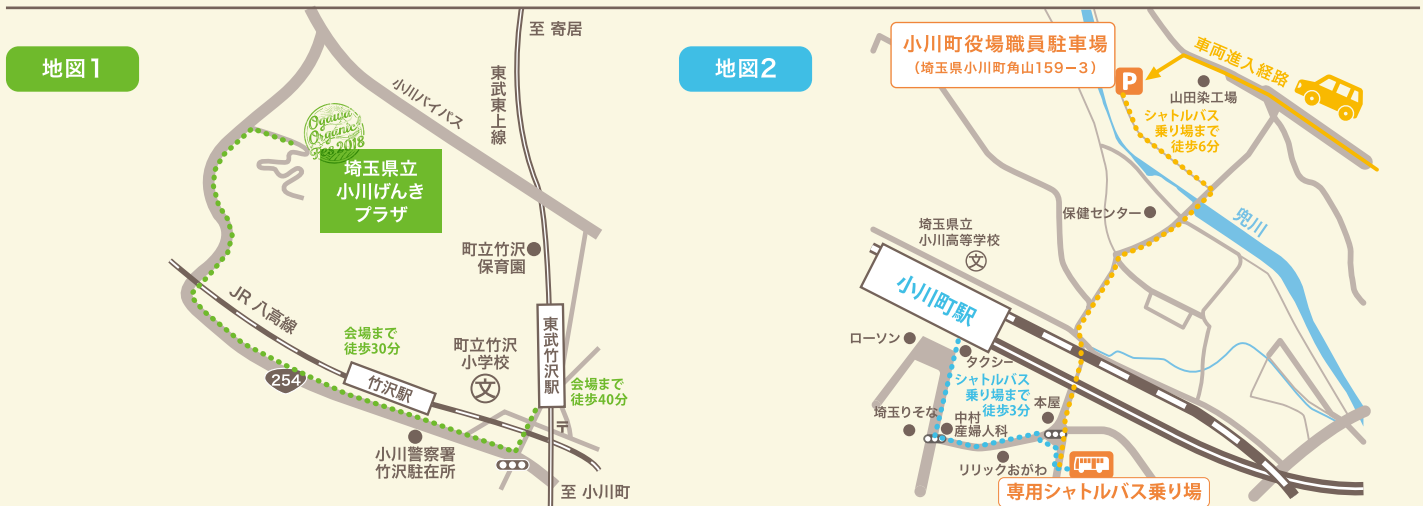 地図1
至 寄居
東武東上線
小川バイパス
Ogawa
Organic
Fes.2018
埼玉県立
小川げんき
プラザ
町立竹沢
保育園
JR 八高線
会場まで
徒歩30分
町立竹沢
小学校
文
東武竹沢駅
254
竹沢駅
会場まで
徒歩40分
〒
小川警察署
竹沢駐在所
至 小川町
地図2
小川町役場職員駐車場
(埼玉県小川町角山159−3)
P
車両進入経路
山田染工場
シャトルバス
乗り場まで
徒歩6分
保健センター
兜川
埼玉県立
小川高等学校
文
小川町駅
ローソン
タクシー
シャトルバス
乗り場まで
徒歩3分
本屋
埼玉りそな
中村
産婦人科
リリックおがわ
専用シャトルバス乗り場